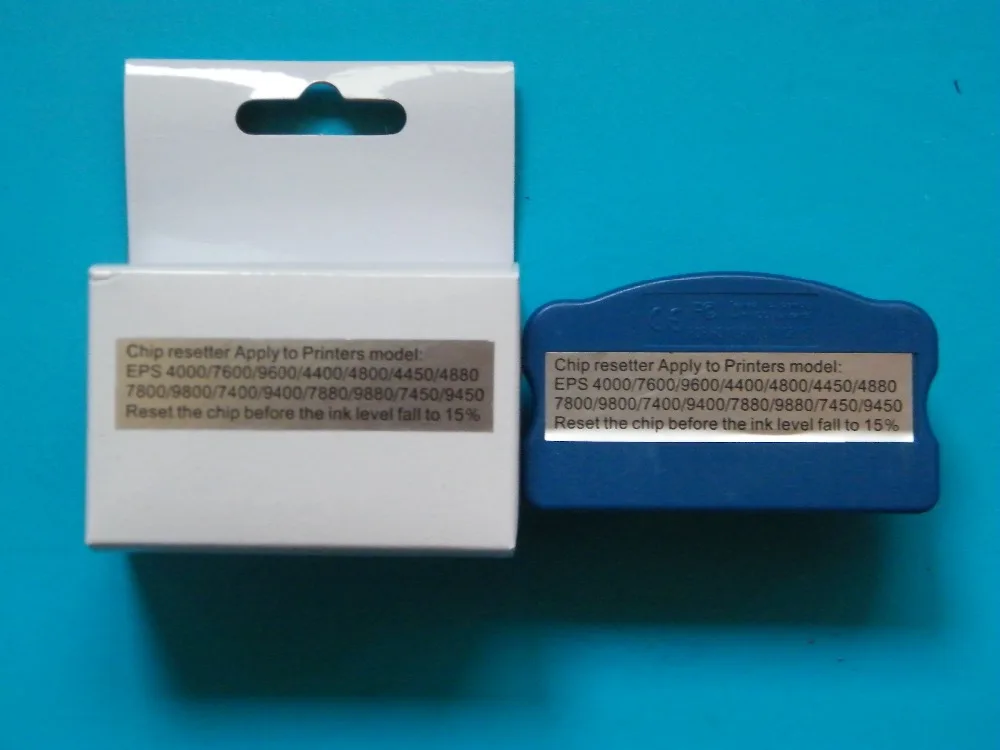 Chip resetter Apply to Printers model:
EPS 4000/7600/9600/4400/4800/4450/4880
7800/9800/7400/9400/7880/9880/7450/9450
Reset the chip before the ink level fall to 15%
CE
Chip resetter Apply to Printers model:
EPS 4000/7600/9600/4400/4800/4450/4880
7800/9800/7400/9400/7880/9880/7450/9450
Reset the chip before the ink level fall to 15%